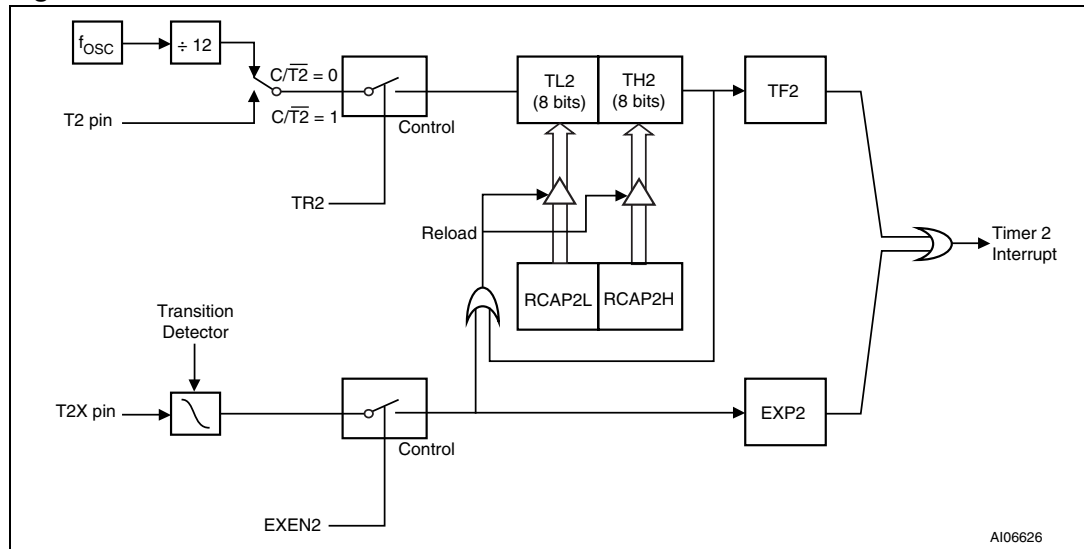 fOSC
÷ 12
C/T2 = 0
T2 pin
C/T2 = 1
Control
TR2
TL2
(8 bits)
TH2
(8 bits)
TF2
Reload
RCAP2L
RCAP2H
Timer 2
Interrupt
Transition
Detector
T2X pin
Control
EXP2
EXEN2
AI06626